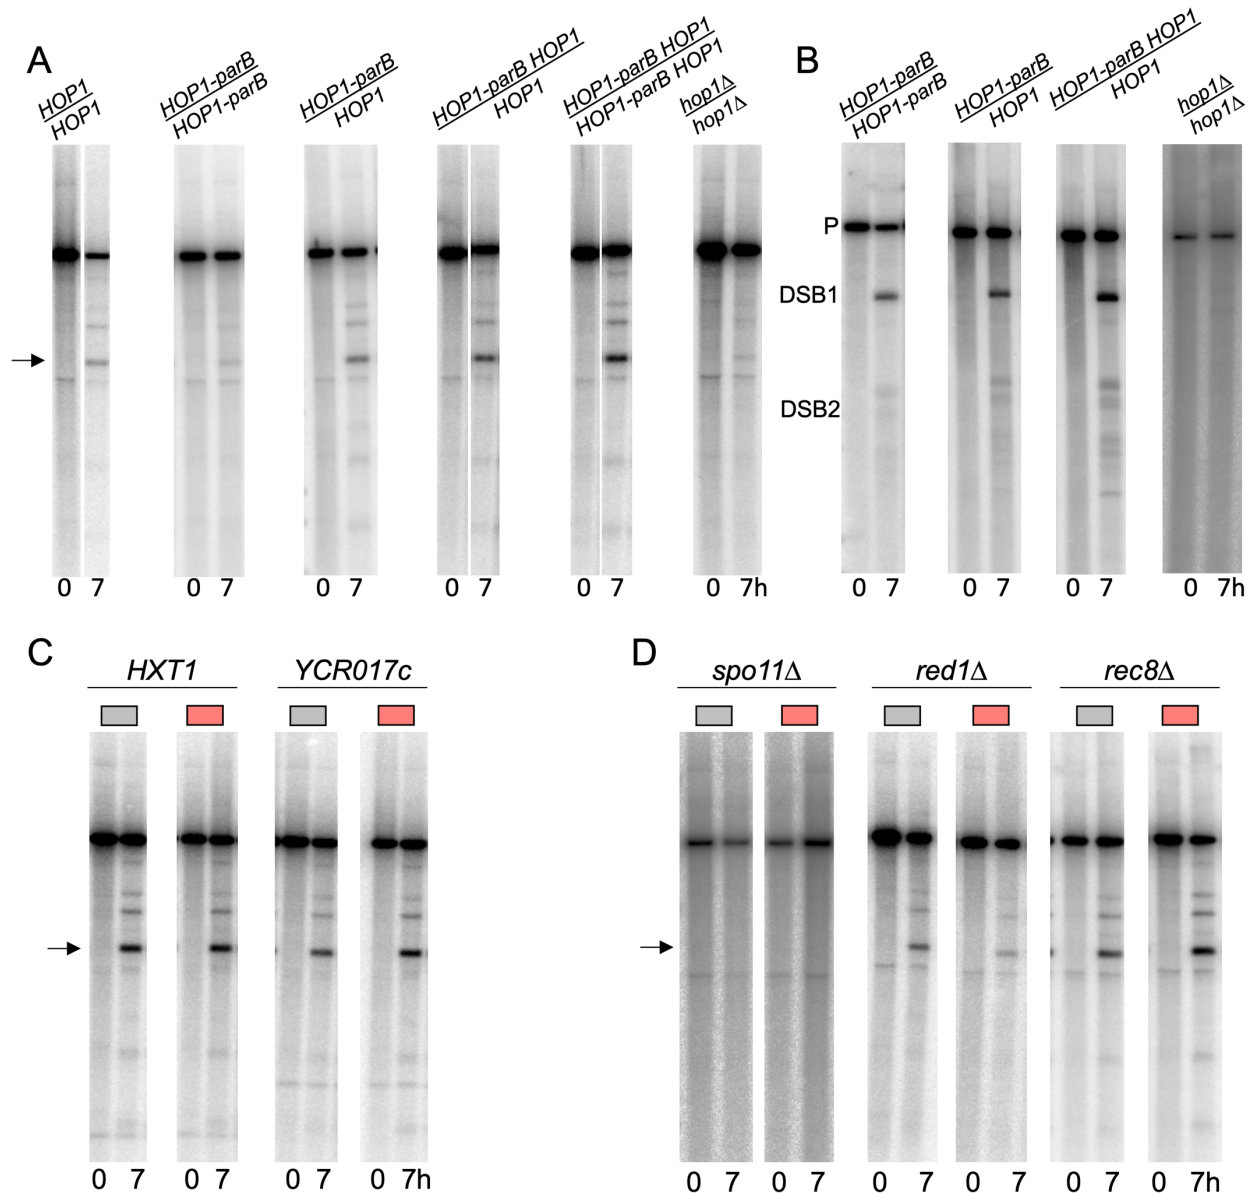 A
HOP1
HOP1
HOP1-parB
HOP1-parB
HOP1-parB
HOP1
HOP1-parB HOP1
HOP1
HOP1-parB HOP1
HOP1-parB HOP1
hop1Δ
hop1Δ
0 7 0 7 0 7 0 7 0 7 0 7h
B
HOP1-parB
HOP1-parB
HOP1-parB
HOP1
HOP1-parB HOP1
HOP1
hop1Δ
hop1Δ
P
DSB1
DSB2
0 7 0 7 0 7 0 7h
C
HXT1 YCR017c
0 7 0 7 0 7 0 7h
D
spo11Δ red1Δ rec8Δ
0 7 0 7 0 7 0 7 0 7 0 7h